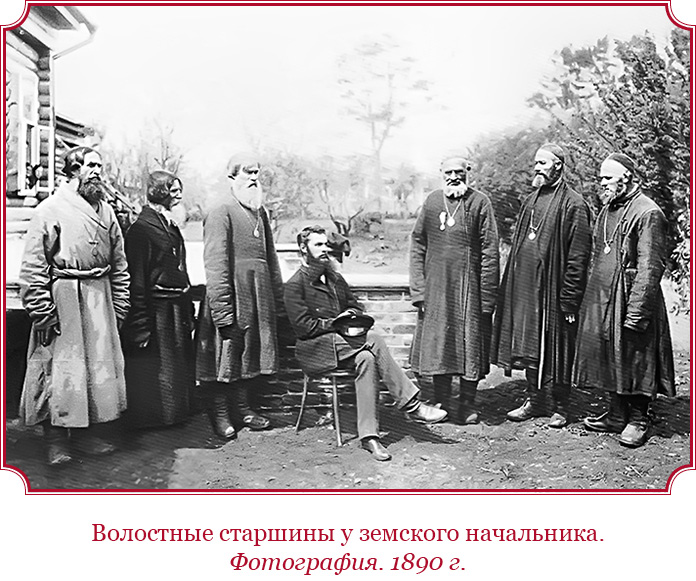 Волостные старшины у земского начальника.
Фотография. 1890 г.